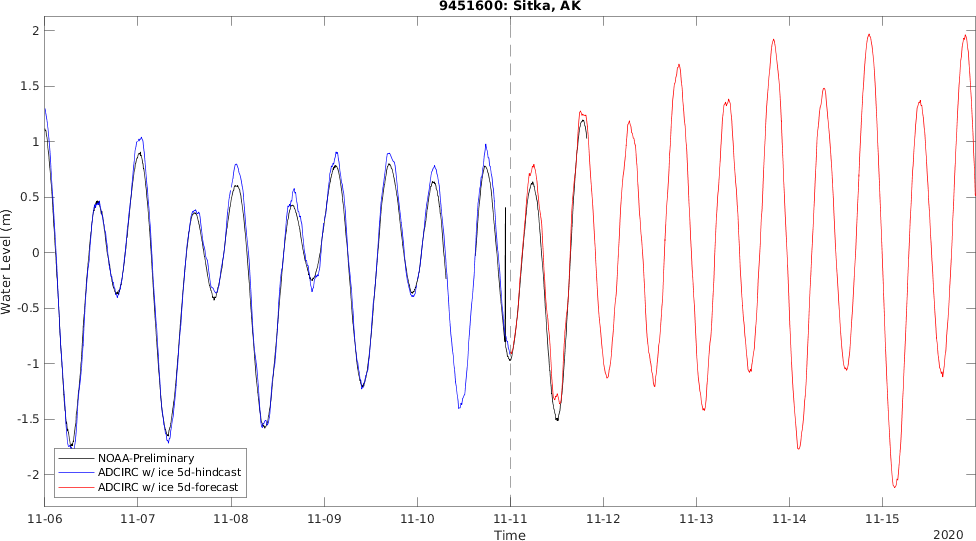 9451600: Sitka, AK
2
1.5
1
0.5
0
-0.5
-1
-1.5
-2
Water Level (m)
NOAA-Preliminary
ADCIRC w/ ice 5d-hindcast
ADCIRC w/ ice 5d-forecast
11-06 11-07 11-08 11-09 11-10 11-11 11-12 11-13 11-14 11-15
Time
2020